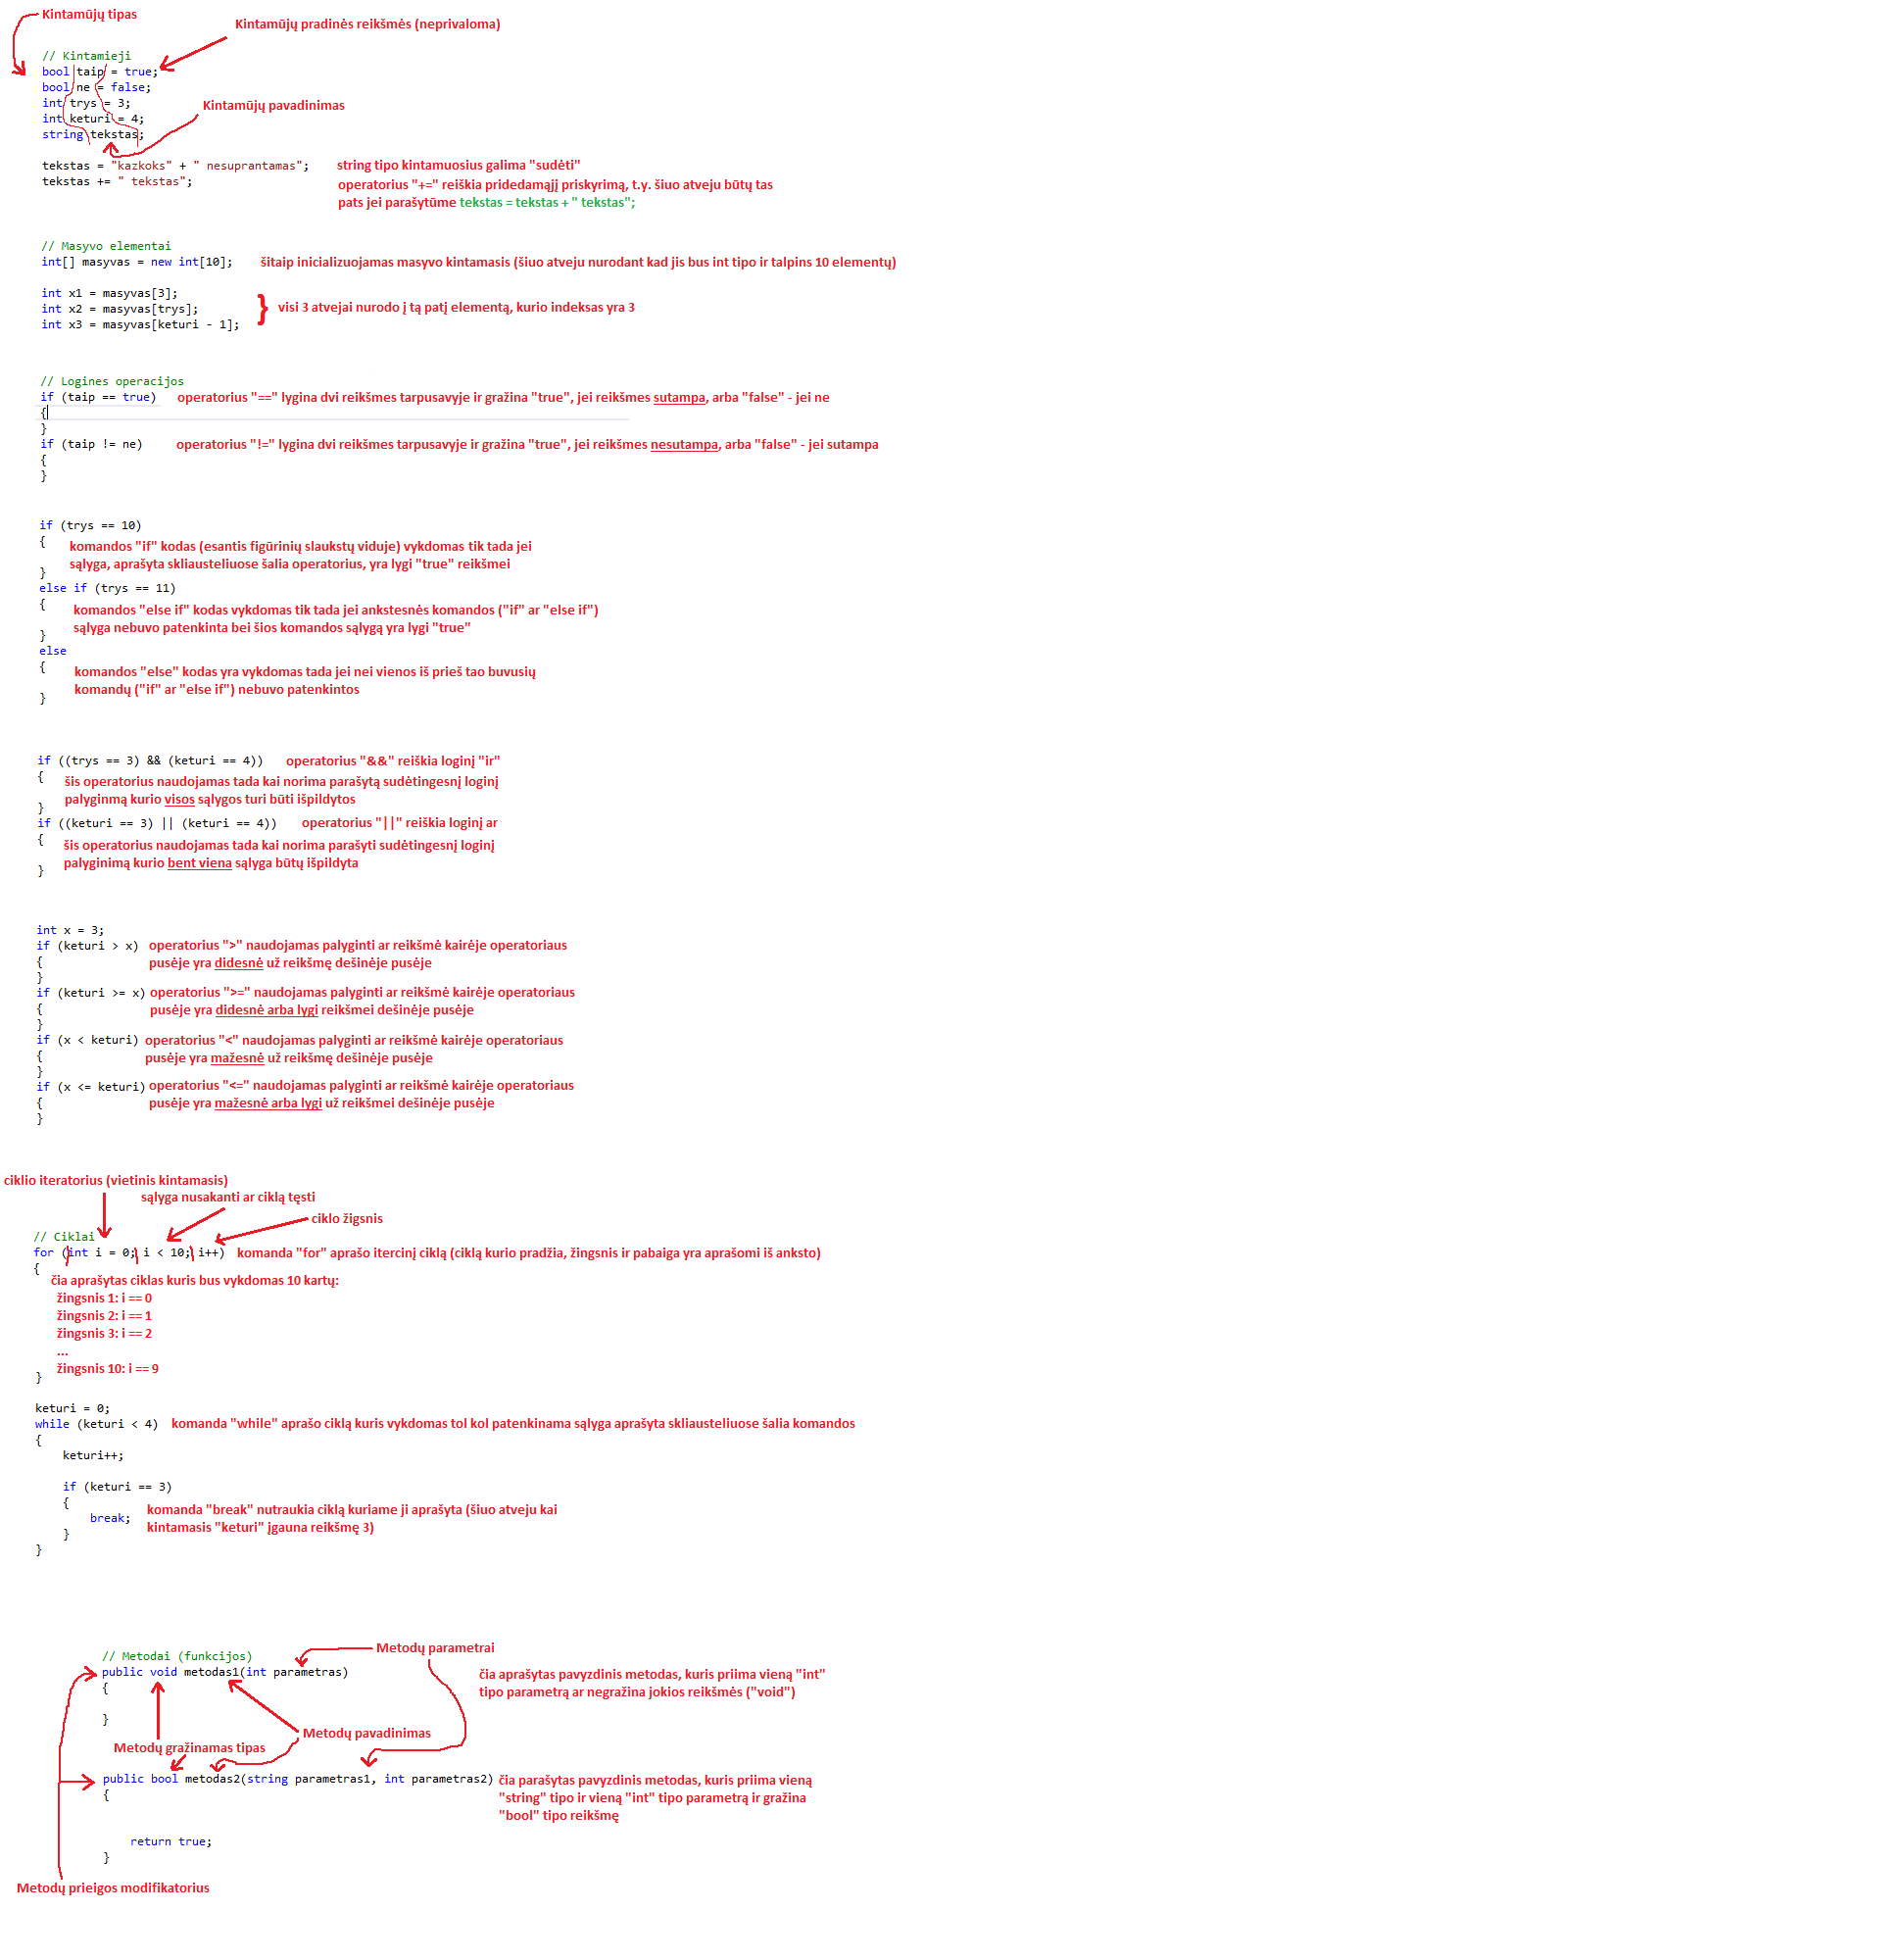 Kintamūjų tipas
Kintamūjų pradinės reikšmės (neprivaloma)
// Kintamieji
bool taip = true;
bool ne = false;
int trys = 3;
Kintamūjų pavadinimas
int keturi = 4;
string tekstas;
tekstas = "kazkoks" + " nesuprantamas"; string tipo kintamuosius galima "sudėti"
tekstas += " tekstas"; operatorius "+=" reiškia pridedamąjį priskyrimą, t.y. šiuo atveju būtų tas
pats jei parašytūme tekstas = tekstas + " tekstas";
// Masyvo elementai
int[] masyvas = new int[10]; šitaip inicializuojamas masyvo kintamasis (šiuo atveju nurodant kad jis bus int tipo ir talpins 10 elementų)
int x1 = masyvas[3];
int x2 = masyvas[trys]; } visi 3 atvejai nurodo į tą patį elementą, kurio indeksas yra 3
int x3 = masyvas[keturi - 1];
// Logines operacijos
if (taip == true) operatorius "==" lygina dvi reikšmes tarpusavyje ir gražina "true", jei reikšmes sutampa, arba "false" - jei ne
{
}
if (taip != ne) operatorius "!=" lygina dvi reikšmes tarpusavyje ir gražina "true", jei reikšmes nesutampa, arba "false" - jei sutampa
{
}
if (trys == 10)
{
komandos "if" kodas (esantis figūrinių slaukstų viduje) vykdomas tik tada jei
sąlyga, aprašyta skliausteliuose šalia operatorius, yra lygi "true" reikšmei
}
else if (trys == 11)
{
komandos "else if" kodas vykdomas tik tada jei ankstesnės komandos ("if" ar "else if")
sąlyga nebuvo patenkinta bei šios komandos sąlygą yra lygi "true"
}
else
{
komandos "else" kodas yra vykdomas tada jei nei vienos iš prieš tao buvusių
komandų ("if" ar "else if") nebuvo patenkintos
}
if ((trys == 3) && (keturi == 4)) operatorius "&&" reiškia loginį "ir"
{
šis operatorius naudojamas tada kai norima parašytą sudėtingesnį loginį
palyginmą kurio visos sąlygos turi būti išpildytos
}
if ((keturi == 3) || (keturi == 4)) operatorius "||" reiškia loginį ar
{
šis operatorius naudojamas tada kai norima parašyti sudėtingesnį loginį
palyginimą kurio bent viena sąlyga būtų išpildyta
}
int x = 3;
if (keturi > x) operatorius ">" naudojamas palyginti ar reikšmė kairėje operatoriaus
{ pusėje yra didesnė už reikšmę dešinėje pusėje
}
if (keturi >= x) operatorius ">=" naudojamas palyginti ar reikšmė kairėje operatoriaus
{ pusėje yra didesnė arba lygi reikšmei dešinėje pusėje
}
if (x < keturi) operatorius "<" naudojamas palyginti ar reikšmė kairėje operatoriaus
{ pusėje yra mažesnė už reikšmę dešinėje pusėje
}
if (x <= keturi) operatorius "<=" naudojamas palyginti ar reikšmė kairėje operatoriaus
{ pusėje yra mažesnė arba lygi už reikšmei dešinėje pusėje
}
ciklio iteratorius (vietinis kintamasis)
sąlyga nusakanti ar ciklą tęsti
ciklo žigsnis
// Ciklai
for (int i = 0; i < 10; i++) komanda "for" aprašo itercinį ciklą (ciklą kurio pradžia, žingsnis ir pabaiga yra aprašomi iš anksto)
{
čia aprašytas ciklas kuris bus vykdomas 10 kartų:
žingsnis 1: i == 0
žingsnis 2: i == 1
žingsnis 3: i == 2
...
žingsnis 10: i == 9
}
keturi = 0;
while (keturi < 4) komanda "while" aprašo ciklą kuris vykdomas tol kol patenkinama sąlyga aprašyta skliausteliuose šalia komandos
{
keturi++;
if (keturi == 3)
{
komanda "break" nutraukia ciklą kuriame ji aprašyta (šiuo atveju kai
break;
kintamasis "keturi" įgauna reikšmę 3)
}
}
Metodų parametrai
// Metodai (funkcijos)
public void metodas1(int parametras) čia aprašytas pavyzdinis metodas, kuris priima vieną "int"
{ tipo parametrą ar negražina jokios reikšmės ("void")
}
Metodų pavadinimas
Metodų gražinamas tipas
public bool metodas2(string parametras1, int parametras2) čia parašytas pavyzdinis metodas, kuris priima vieną
{ "string" tipo ir vieną "int" tipo parametrą ir gražina
"bool" tipo reikšmę
return true;
}
Metodų prieigos modifikatorius